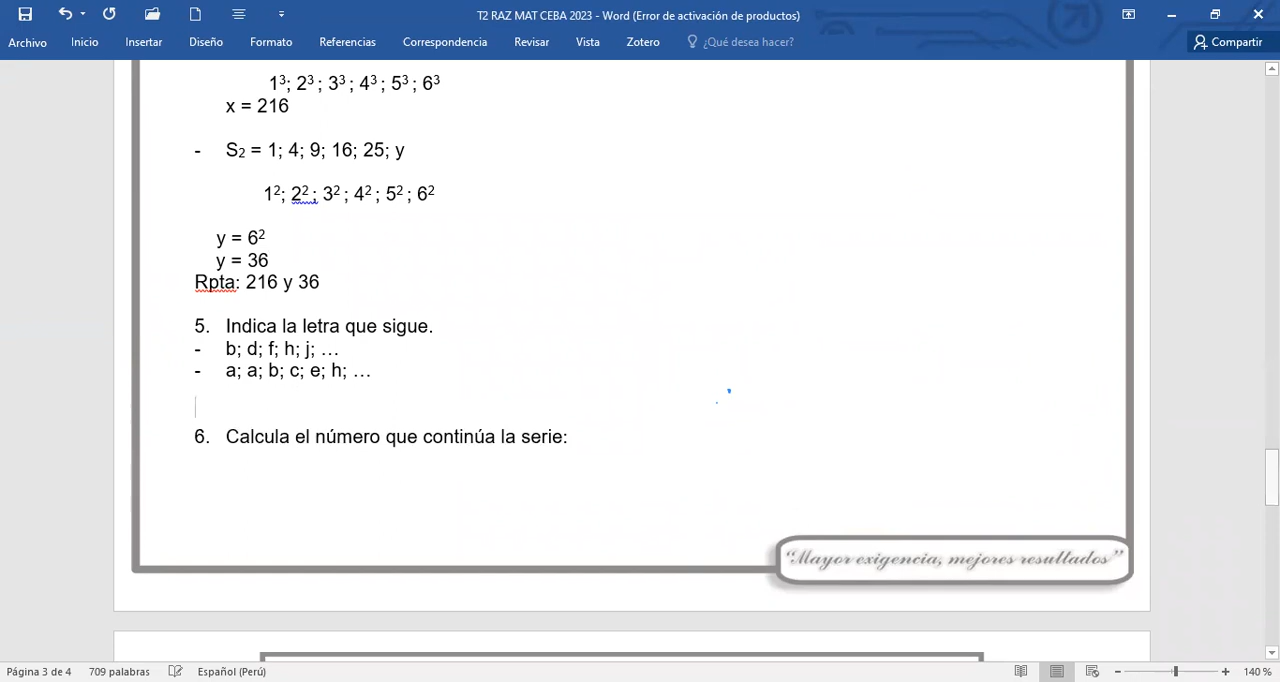 T2 RAZ MAT CEBA 2023 - Word (Error de activación de productos)
Archivo Inicio Insertar Diseño Formato Referencias Correspondencia Revisar Vista Zotero ¿Qué desea hacer? Compartir
1³; 2³ ; 3³ ; 4³ ; 5³ ; 6³
x = 216
- S₂ = 1; 4; 9; 16; 25; y
1²; 2² ; 3² ; 4² ; 5² ; 6²
y = 6²
y = 36
Rpta: 216 y 36
5. Indica la letra que sigue.
- b; d; f; h; j; …
- a; a; b; c; e; h; …
6. Calcula el número que continúa la serie:
“Mayor exigencia, mejores resultados”
Página 3 de 4 709 palabras Español (Perú) 140 %